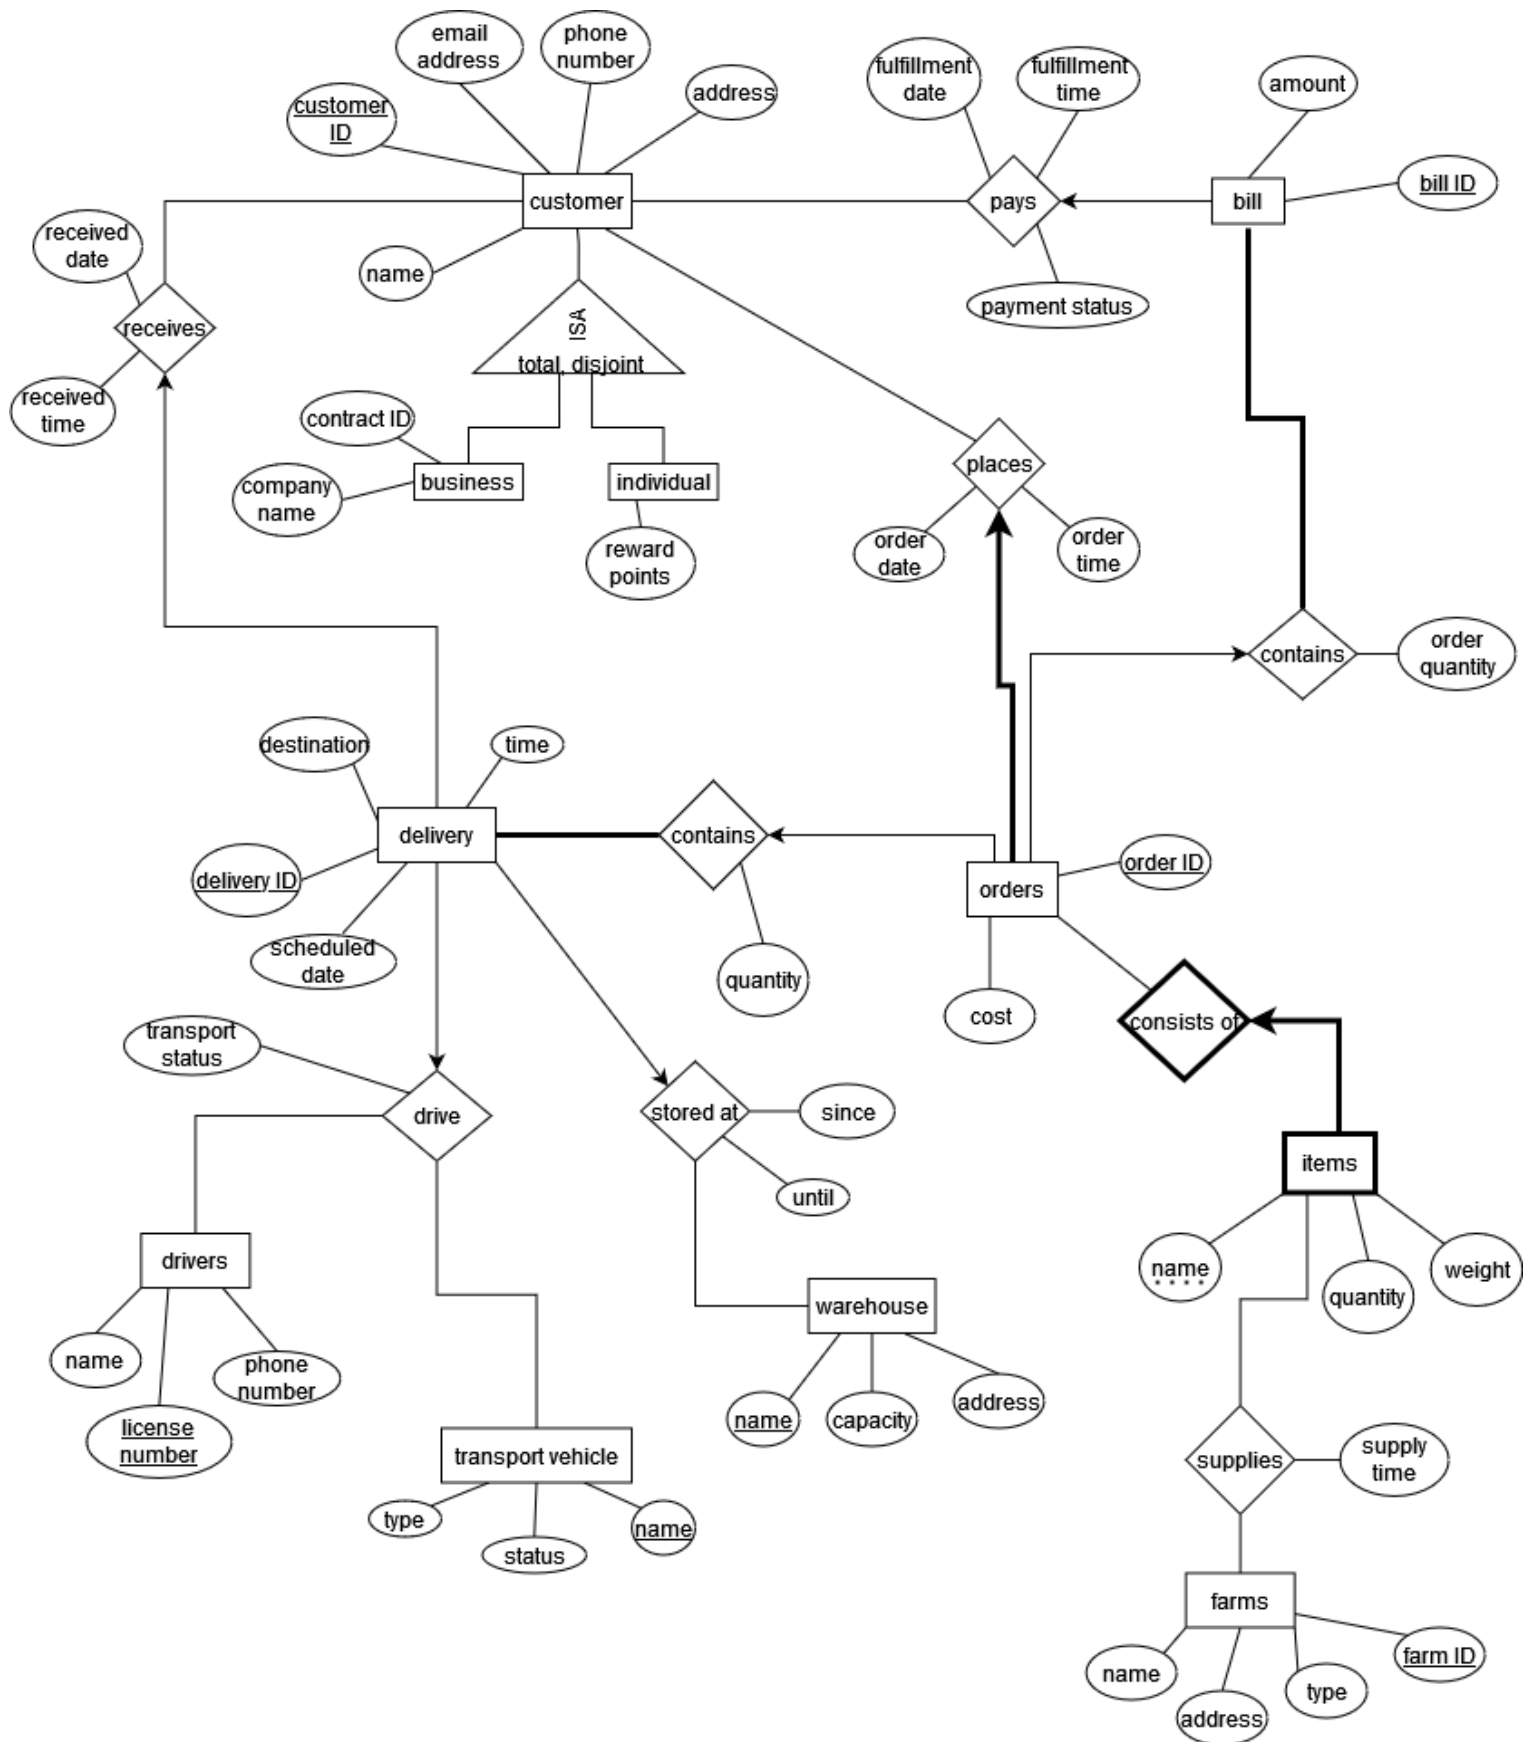 email
address
phone
number
address
customer
ID
fulfillment
date
fulfillment
time
amount
bill ID
customer
pays
bill
received
date
name
payment status
receives
ISA
total, disjoint
received
time
contract ID
company
name
business
individual
reward
points
places
order
date
order
time
contains
order
quantity
destination
time
delivery
contains
order ID
delivery ID
orders
scheduled
date
quantity
cost
consists of
transport
status
drive
stored at
since
until
items
drivers
name
quantity
weight
warehouse
name
phone
number
license
number
name
capacity
address
transport vehicle
supplies
supply
time
type
status
name
farms
name
address
type
farm ID